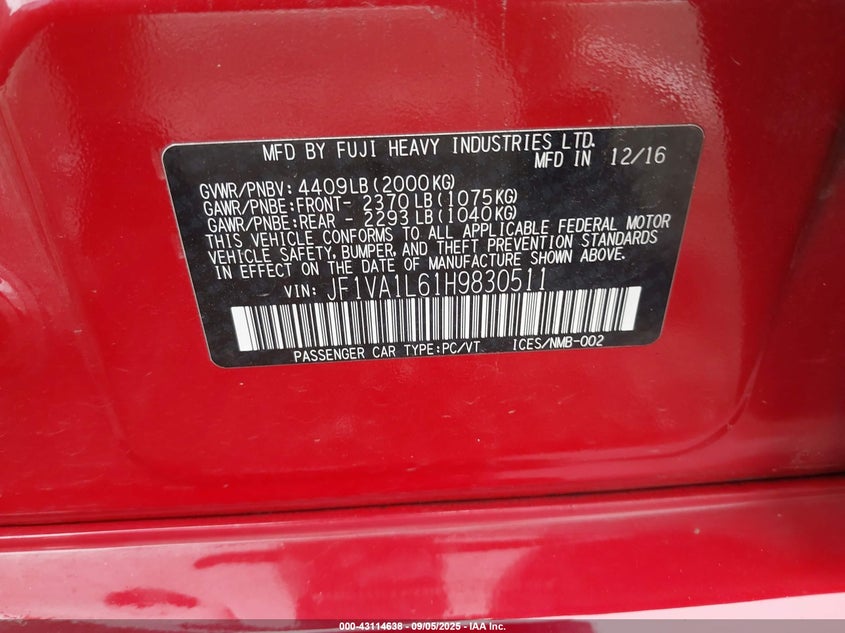 MFD BY FUJI HEAVY INDUSTRIES LTD.
MFD IN 12/16
GVWR/PNBV: 4409LB(2000KG)
GAWR/PNBE:FRONT- 2370LB(1075KG)
GAWR/PNBE:REAR - 2293LB(1040KG)
THIS VEHICLE CONFORMS TO ALL APPLICABLE FEDERAL MOTOR
VEHICLE SAFETY, BUMPER, AND THEFT PREVENTION STANDARDS
IN EFFECT ON THE DATE OF MANUFACTURE SHOWN ABOVE.
VIN: JF1VA1L61H9830511
PASSENGER CAR TYPE:PC/VT ICES/NMB-002
000-43114638 - 09/05/2025 - IAA Inc.